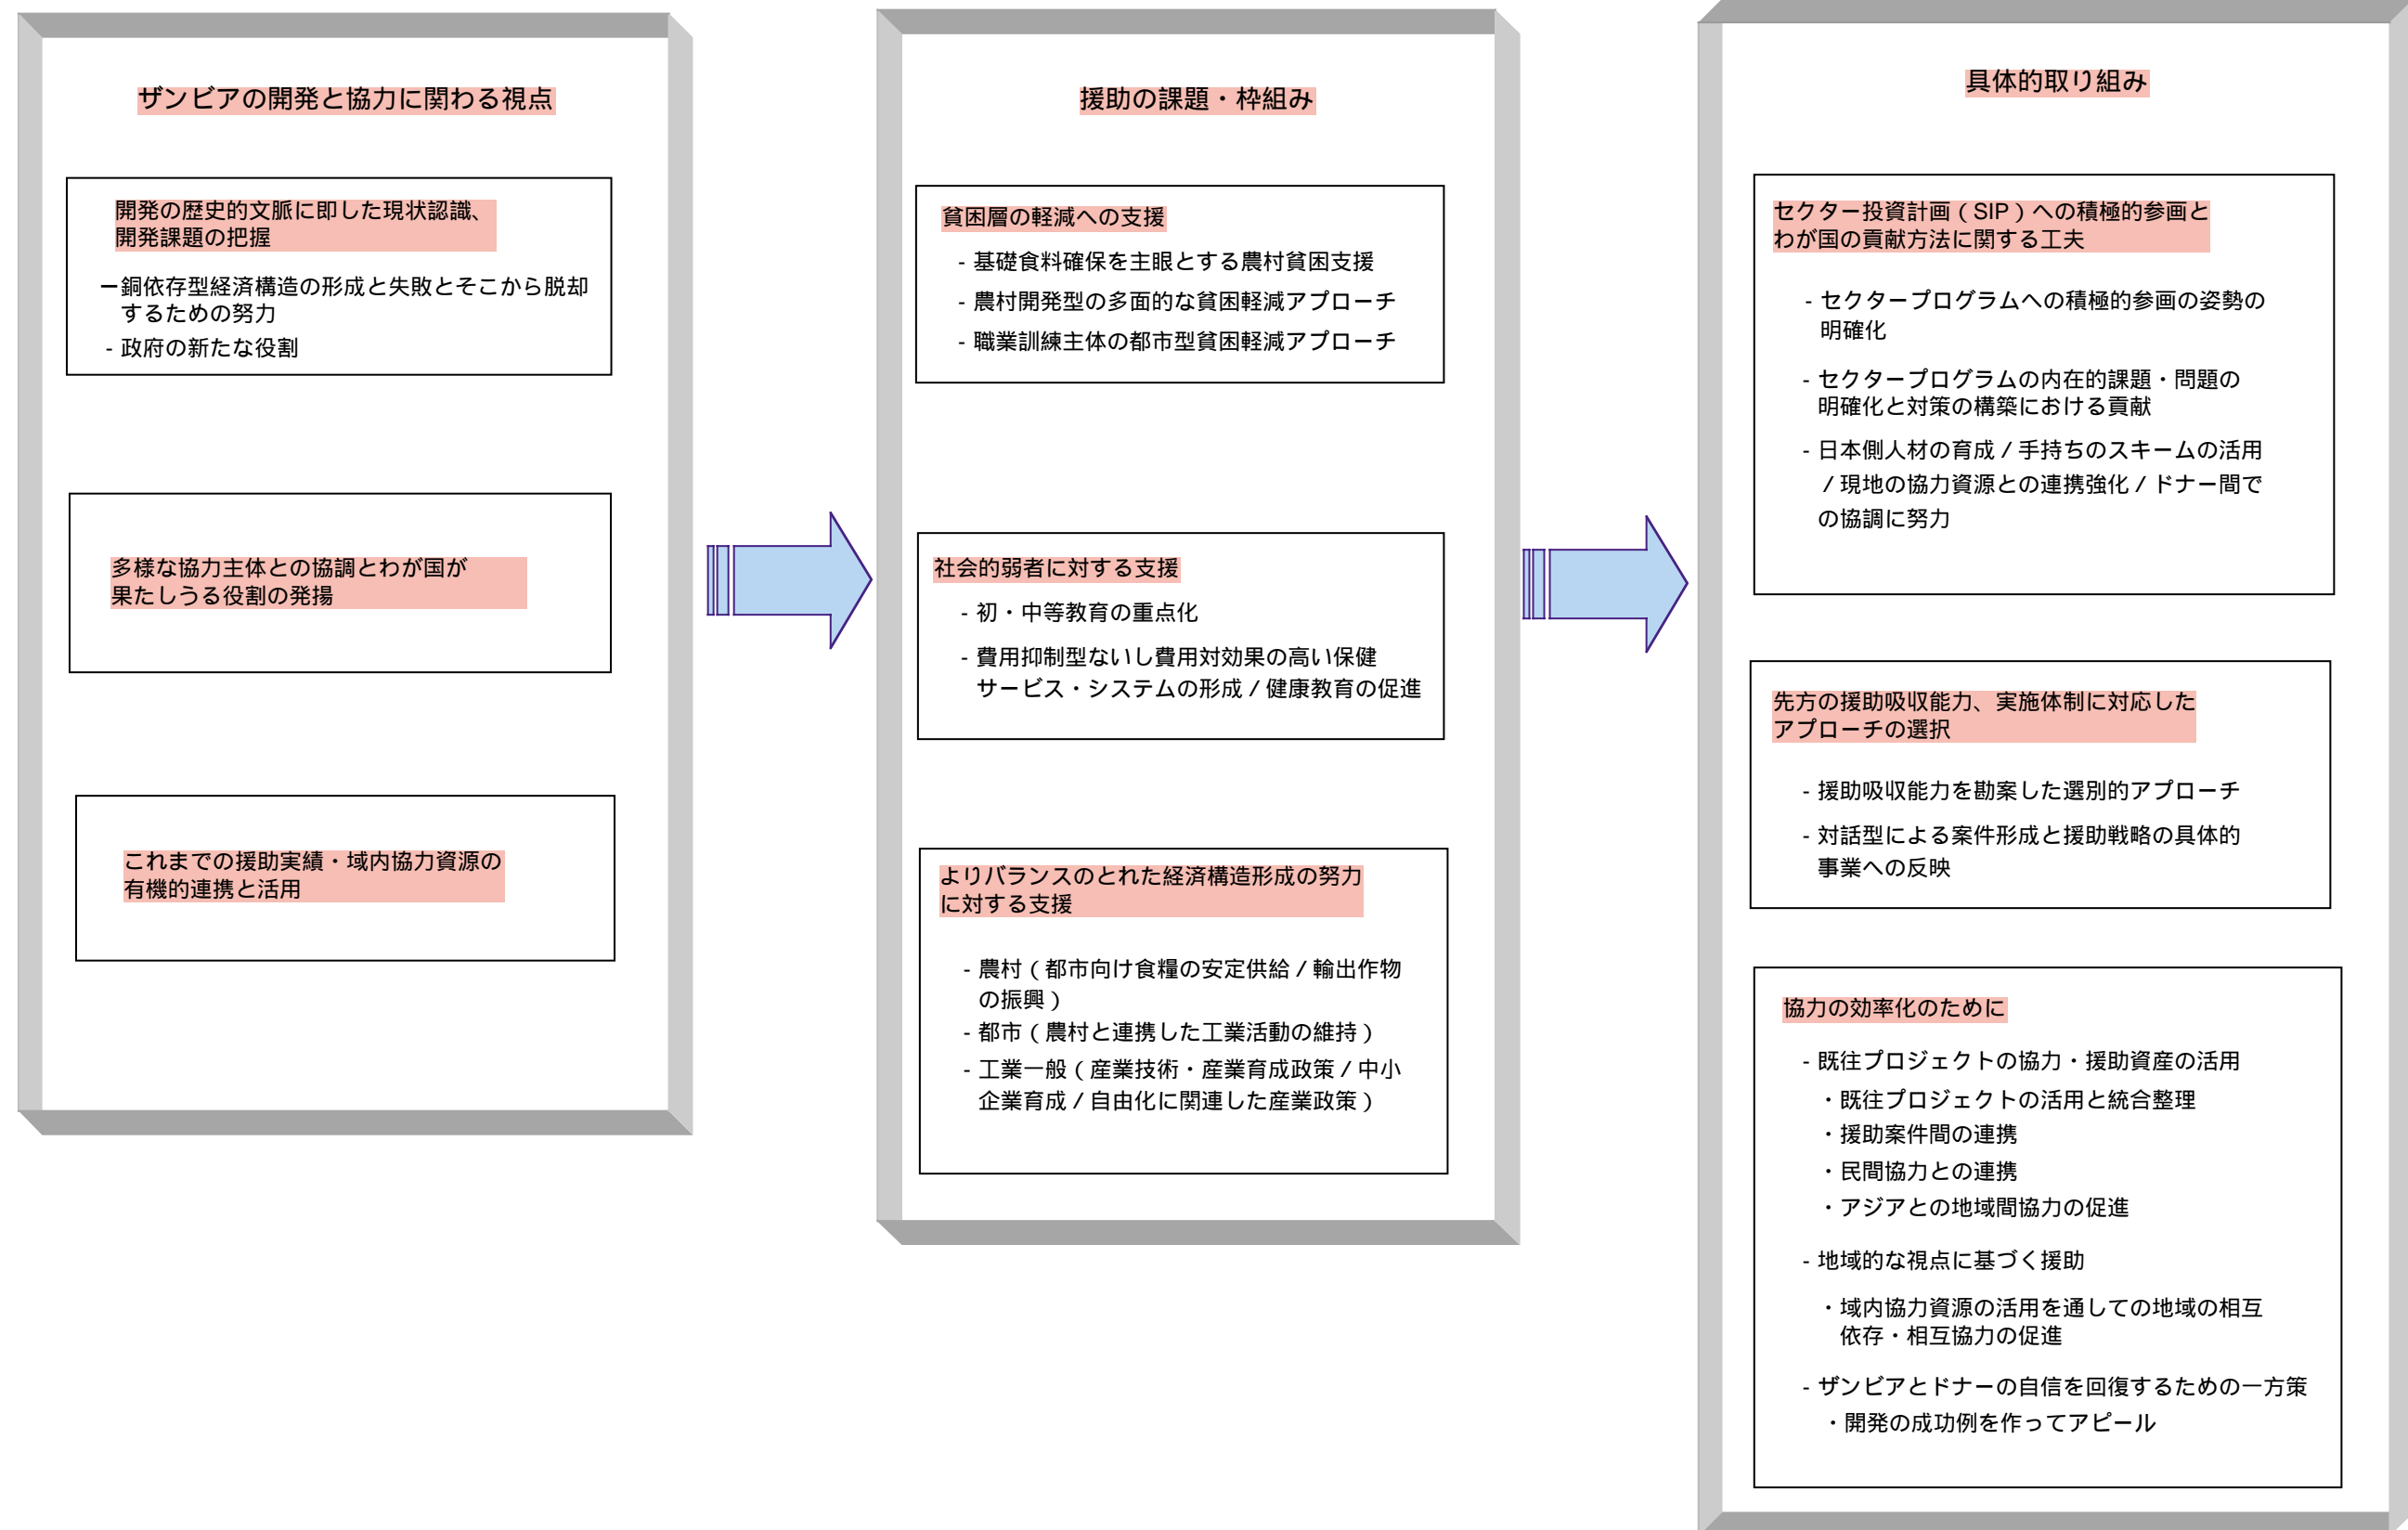 ザンビアの開発と協力に関わる視点
開発の歴史的文脈に即した現状認識、
開発課題の把握
ー銅依存型経済構造の形成と失敗とそこから脱却
するための努力
- 政府の新たな役割
多様な協力主体との協調とわが国が
果たしうる役割の発揚
これまでの援助実績・域内協力資源の
有機的連携と活用
援助の課題・枠組み
貧困層の軽減への支援
- 基礎食料確保を主眼とする農村貧困支援
- 農村開発型の多面的な貧困軽減アプローチ
- 職業訓練主体の都市型貧困軽減アプローチ
社会的弱者に対する支援
- 初・中等教育の重点化
- 費用抑制型ないし費用対効果の高い保健
サービス・システムの形成 / 健康教育の促進
よりバランスのとれた経済構造形成の努力
に対する支援
- 農村 ( 都市向け食糧の安定供給 / 輸出作物
の振興 )
- 都市 ( 農村と連携した工業活動の維持 )
- 工業一般 ( 産業技術・産業育成政策 / 中小
企業育成 / 自由化に関連した産業政策 )
具体的取り組み
セクター投資計画 ( SIP ) への積極的参画と
わが国の貢献方法に関する工夫
- セクタープログラムへの積極的参画の姿勢の
明確化
- セクタープログラムの内在的課題・問題の
明確化と対策の構築における貢献
- 日本側人材の育成 / 手持ちのスキームの活用
/ 現地の協力資源との連携強化 / ドナー間で
の協調に努力
先方の援助吸収能力、実施体制に対応した
アプローチの選択
- 援助吸収能力を勘案した選別的アプローチ
- 対話型による案件形成と援助戦略の具体的
事業への反映
協力の効率化のために
- 既往プロジェクトの協力・援助資産の活用
・既往プロジェクトの活用と統合整理
・援助案件間の連携
・民間協力との連携
・アジアとの地域間協力の促進
- 地域的な視点に基づく援助
・域内協力資源の活用を通しての地域の相互
依存・相互協力の促進
- ザンビアとドナーの自信を回復するための一方策
・開発の成功例を作ってアピール